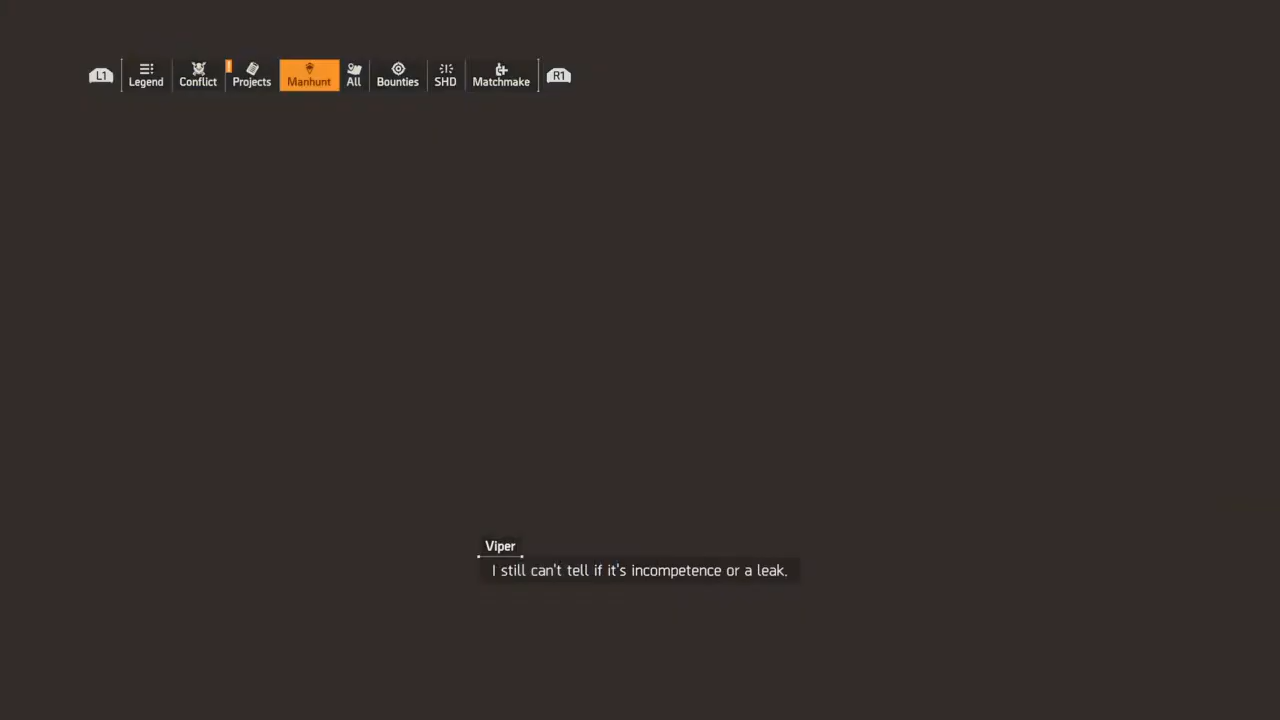 L1 Legend Conflict Projects Manhunt All Bounties SHD Matchmake R1
Viper
I still can't tell if it's incompetence or a leak.